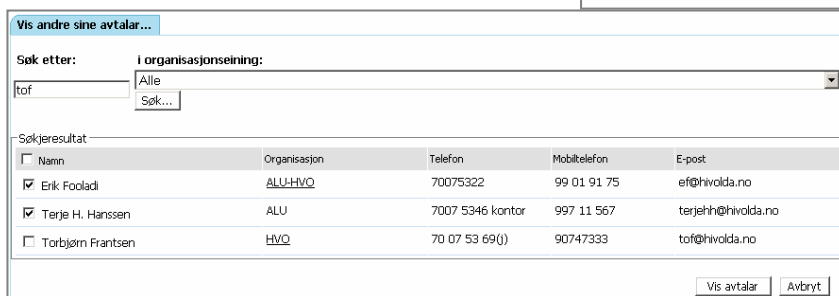 Vis andre sine avtalar...
Søk etter: i organisasjonseining:
tof Alle
Søk...
Søkjeresultat
Namn Organisasjon Telefon Mobiltelefon E-post
Erik Fooladi ALU-HVO 70075322 99 01 91 75 ef@hivolda.no
Terje H. Hanssen ALU 7007 5346 kontor 997 11 567 terjehh@hivolda.no
Torbjørn Frantsen HVO 70 07 53 69(j) 90747333 tof@hivolda.no
Vis avtalar Avbryt